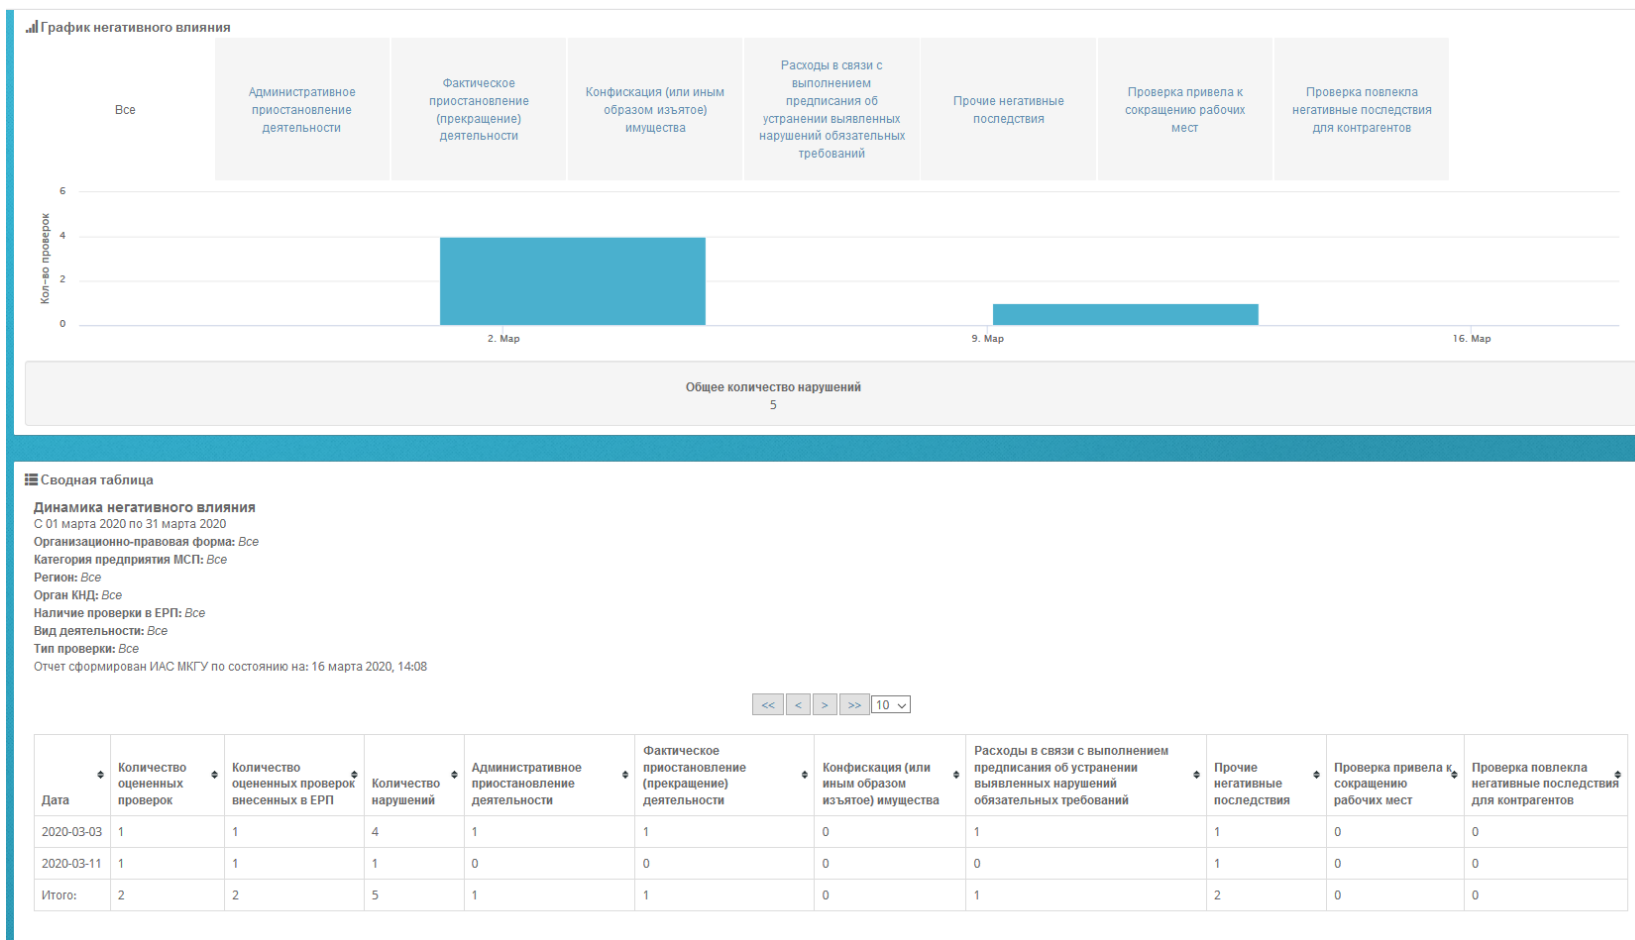 График негативного влияния
Все
Административное
приостановление
деятельности
Фактическое
приостановление
(прекращение)
деятельности
Конфискация (или иным
образом изъятое)
имущества
Расходы в связи с
выполнением
предписания об
устранении выявленных
нарушений обязательных
требований
Прочие негативные
последствия
Проверка привела к
сокращению рабочих
мест
Проверка повлекла
негативные последствия
для контрагентов
Кол-во проверок
6
4
2
0
2. Мар
9. Мар
16. Мар
Общее количество нарушений
5
Сводная таблица
Динамика негативного влияния
С 01 марта 2020 по 31 марта 2020
Организационно-правовая форма: Все
Категория предприятия МСП: Все
Регион: Все
Орган КНД: Все
Наличие проверки в ЕРП: Все
Вид деятельности: Все
Тип проверки: Все
Отчет сформирован ИАС МКГУ по состоянию на: 16 марта 2020, 14:08
<< < > >> 10
Дата
Количество
оцененных
проверок
Количество
оцененных проверок
внесенных в ЕРП
Количество
нарушений
Административное
приостановление
деятельности
Фактическое
приостановление
(прекращение)
деятельности
Конфискация (или
иным образом
изъятое) имущества
Расходы в связи с выполнением
предписания об устранении
выявленных нарушений
обязательных требований
Прочие
негативные
последствия
Проверка привела к
сокращению
рабочих мест
Проверка повлекла
негативные последствия
для контрагентов
2020-03-03 1 1 4 1 1 0 1 1 0 0
2020-03-11 1 1 1 0 0 0 0 1 0 0
Итого: 2 2 5 1 1 0 1 2 0 0